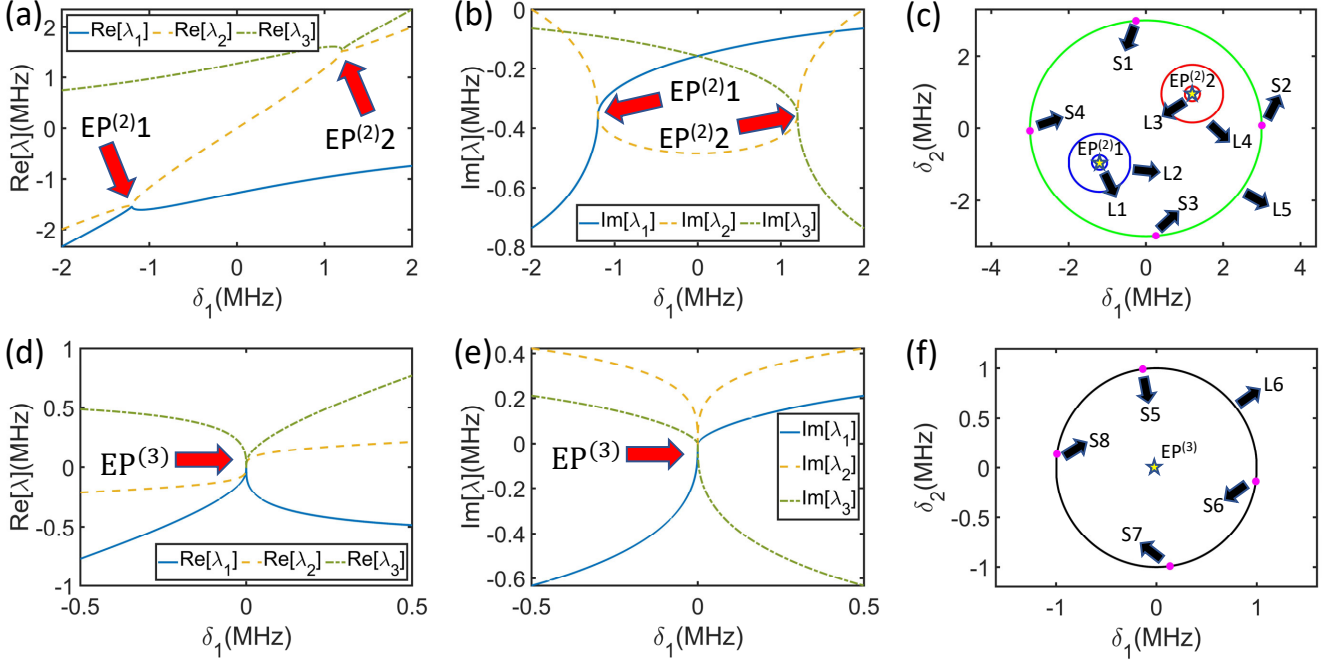 (a)
Re[λ1] Re[λ2] Re[λ3]
EP(2)1
EP(2)2
Re[λ](MHz)
2
1
0
-1
-2
-2 -1 0 1 2
δ1(MHz)
(b)
EP(2)1
EP(2)2
Im[λ1] Im[λ2] Im[λ3]
Im[λ](MHz)
0
-0.2
-0.4
-0.6
-0.8
-2 -1 0 1 2
δ1(MHz)
(c)
S1
EP(2)2
S2
S4
L3
L4
EP(2)1
L2
L1
S3
L5
δ2(MHz)
2
0
-2
-4 -2 0 2 4
δ1(MHz)
(d)
EP(3)
Re[λ1] Re[λ2] Re[λ3]
Re[λ](MHz)
1
0.5
0
-0.5
-1
-0.5 0 0.5
δ1(MHz)
(e)
EP(3)
Im[λ1]
Im[λ2]
Im[λ3]
Im[λ](MHz)
0.4
0.2
0
-0.2
-0.4
-0.6
-0.5 0 0.5
δ1(MHz)
(f)
L6
S5
S8
EP(3)
S6
S7
δ2(MHz)
1
0.5
0
-0.5
-1
-1 0 1
δ1(MHz)